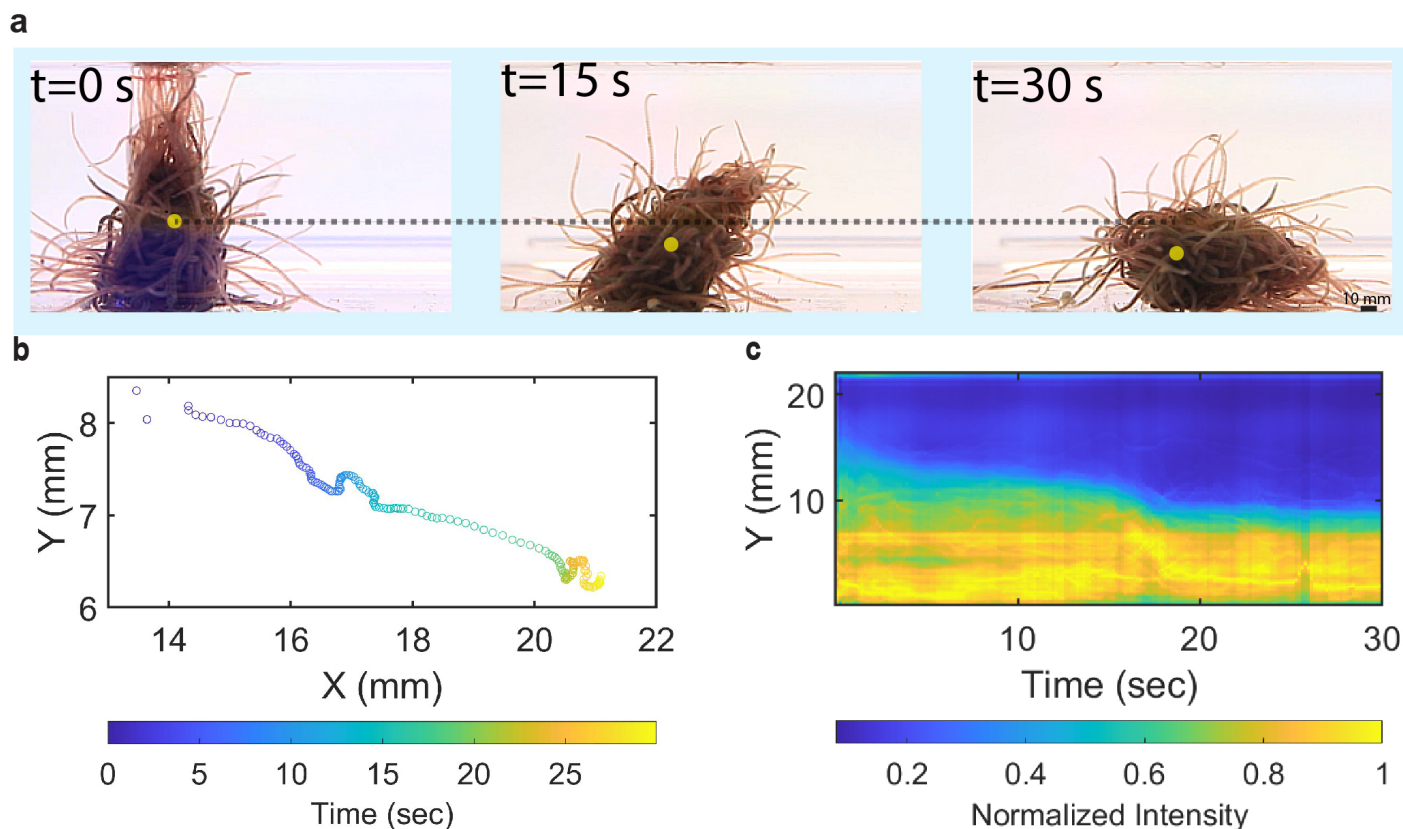 a
t=0 s
t=15 s
t=30 s
10 mm
b
c
Y (mm)
8
7
6
14 16 18 20 22
X (mm)
0 5 10 15 20 25
Time (sec)
Y (mm)
20
10
10 20 30
Time (sec)
0.2 0.4 0.6 0.8 1
Normalized Intensity